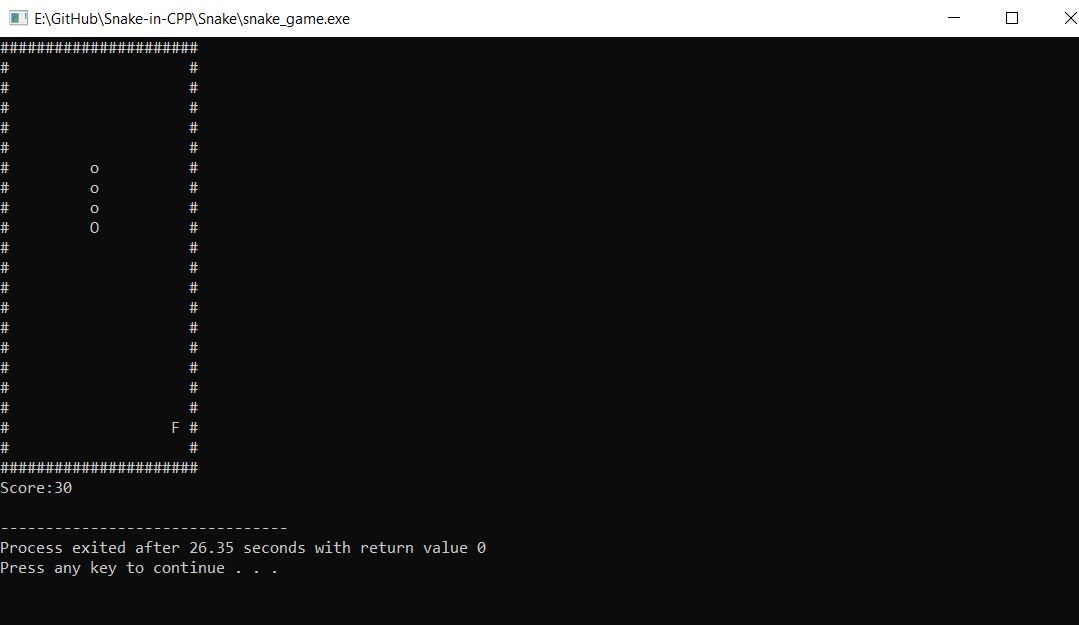 E:\GitHub\Snake-in-CPP\Snake\snake_game.exe
######################
#                    #
#                    #
#                    #
#                    #
#                    #
#         o          #
#         o          #
#         o          #
#         O          #
#                    #
#                    #
#                    #
#                    #
#                    #
#                    #
#                    #
#                    #
#                    #
#                  F #
#                    #
######################
Score:30
--------------------------------
Process exited after 26.35 seconds with return value 0
Press any key to continue . . .